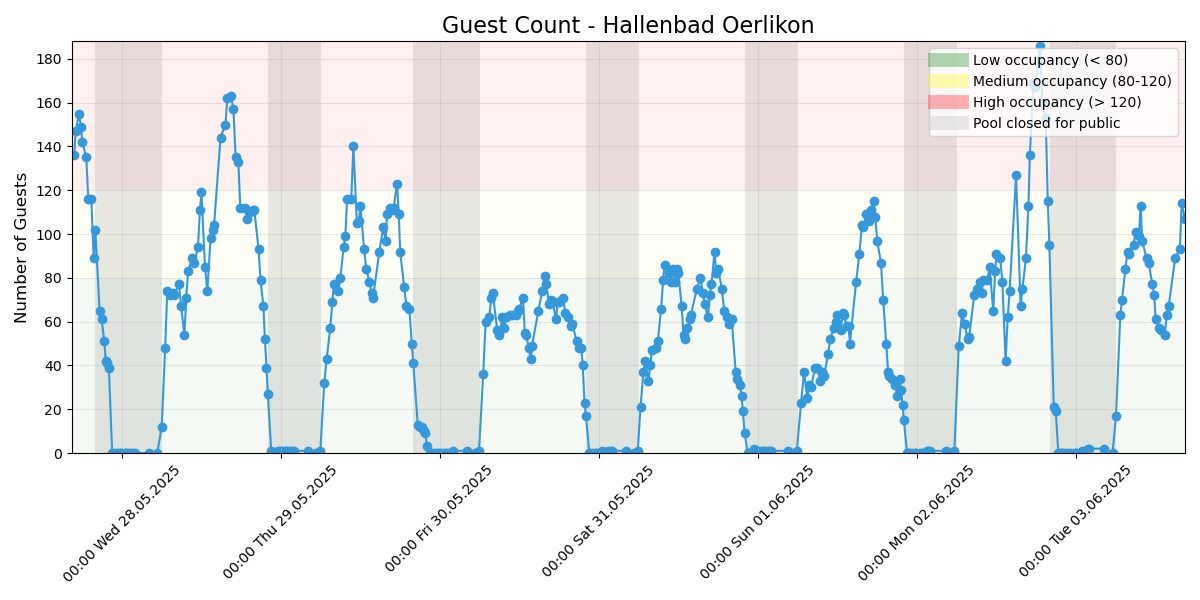 Guest Count - Hallenbad Oerlikon
Low occupancy (< 80)
Medium occupancy (80-120)
High occupancy (> 120)
Pool closed for public
Number of Guests
180
160
140
120
100
80
60
40
20
0
00:00 Wed 28.05.2025
00:00 Thu 29.05.2025
00:00 Fri 30.05.2025
00:00 Sat 31.05.2025
00:00 Sun 01.06.2025
00:00 Mon 02.06.2025
00:00 Tue 03.06.2025